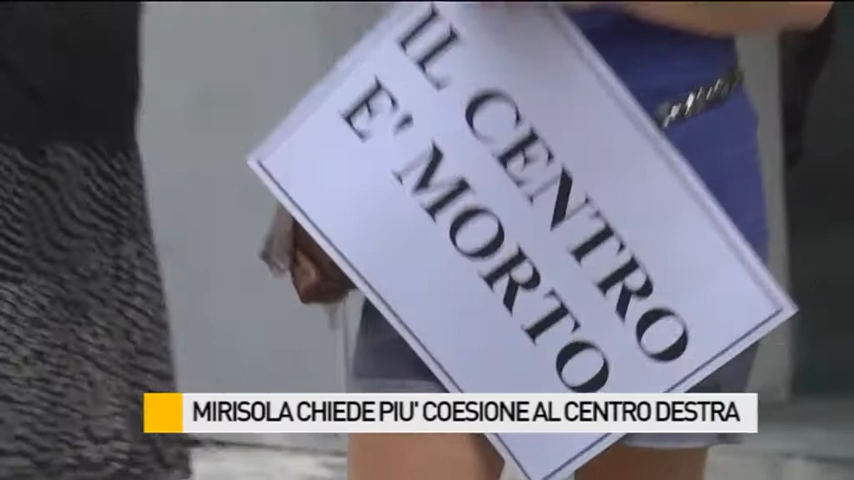 IL CENTRO
E' MORTO
MIRISOLA CHIEDE PIU' COESIONE AL CENTRO DESTRA